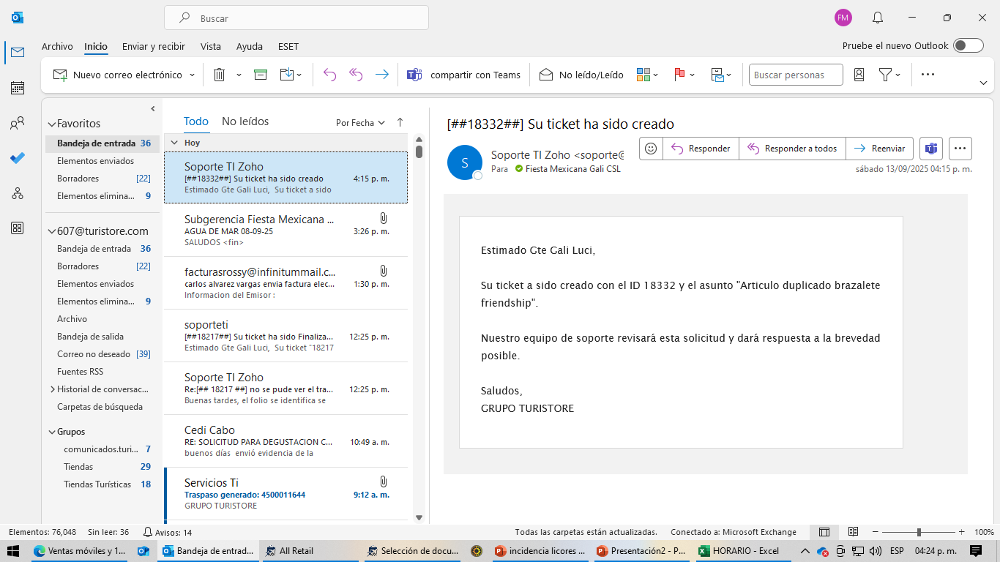 Buscar
FM
Archivo Inicio Enviar y recibir Vista Ayuda ESET
Pruebe el nuevo Outlook
Nuevo correo electrónico
compartir con Teams
No leído/Leído
Buscar personas
Favoritos
Bandeja de entrada 36
Elementos enviados
Borradores [22]
Elementos elimina... 9
607@turistore.com
Bandeja de entrada 36
Borradores [22]
Elementos enviados
Elementos elimina... 9
Archivo
Bandeja de salida
Correo no deseado [39]
Fuentes RSS
Historial de conversac...
Carpetas de búsqueda
Grupos
comunicados.turi... 7
Tiendas 29
Tiendas Turísticas 18
Todo No leídos Por Fecha
Hoy
Soporte TI Zoho
[##18332##] Su ticket ha sido creado 4:15 p. m.
Estimado Gte Gali Luci, Su ticket a sido
Subgerencia Fiesta Mexicana ...
AGUA DE MAR 08-09-25 3:26 p. m.
SALUDOS <fin>
facturasrossy@infinitummail.c...
carlos alvarez vargas envia factura elec... 1:30 p. m.
Informacion del Emisor :
soporteti
[##18217##] Su ticket ha sido Finaliza... 12:25 p. m.
Estimado Gte Gali Luci, Su ticket "18217
Soporte TI Zoho
Re:[## 18217 ##] no se pude ver el tra... 12:25 p. m.
Buenas tardes, el folio se identifica se
Cedi Cabo
RE: SOLICITUD PARA DEGUSTACION C... 10:49 a. m.
buenos días envió evidencia de la
Servicios Ti
Traspaso generado: 4500011644 9:12 a. m.
GRUPO TURISTORE
[##18332##] Su ticket ha sido creado
S
Soporte TI Zoho <soporte@
Responder Responder a todos Reenviar
Para Fiesta Mexicana Gali CSL
sábado 13/09/2025 04:15 p. m.
Estimado Gte Gali Luci,
Su ticket a sido creado con el ID 18332 y el asunto "Articulo duplicado brazalete
friendship".
Nuestro equipo de soporte revisará esta solicitud y dará respuesta a la brevedad
posible.
Saludos,
GRUPO TURISTORE
Elementos: 76,048 Sin leer: 36 Avisos: 14 Todas las carpetas están actualizadas. Conectado a: Microsoft Exchange 100%
Ventas móviles y 1... Bandeja de entrad... All Retail Selección de docu... incidencia licores ... Presentación2 - P... HORARIO - Excel ESP 04:24 p. m.